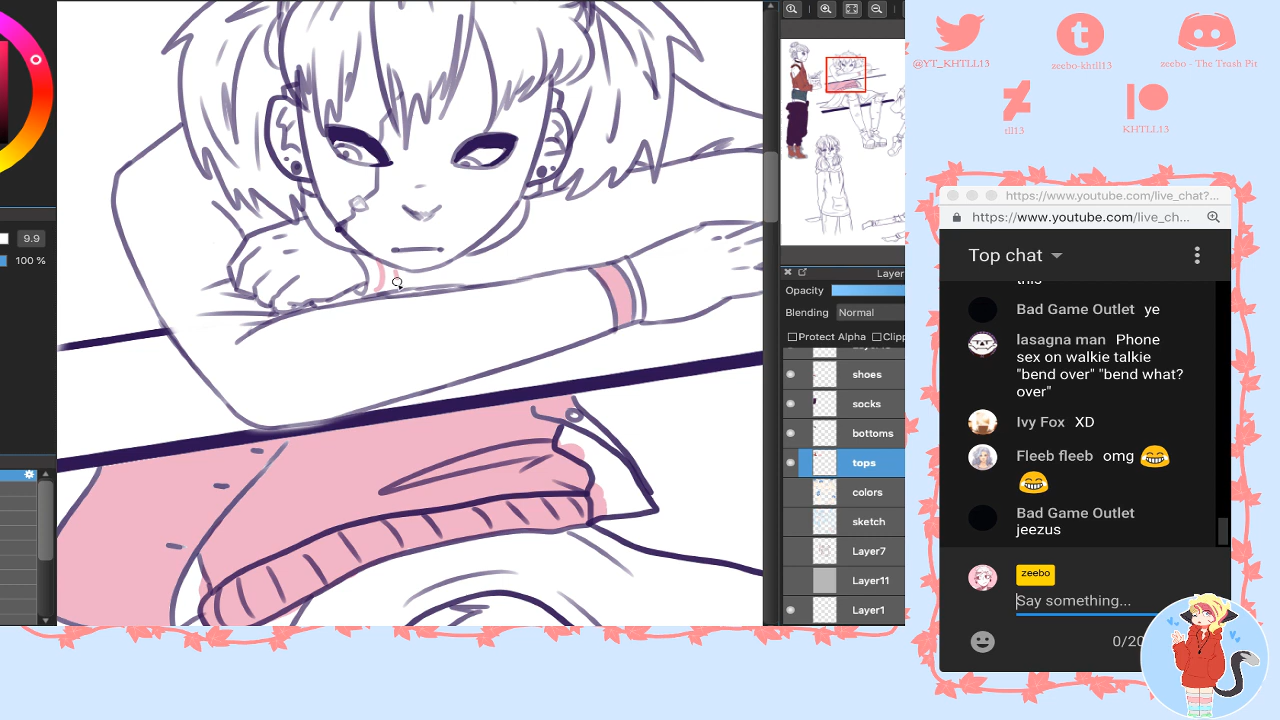 9.9
100 %
Layer
Opacity
Blending Normal
Protect Alpha Clipp
shoes
socks
bottoms
tops
colors
sketch
Layer7
Layer11
Layer1
@YT_KHTLL13
zeebo-khtll13
zeebo - The Trash Pit
tll13
KHTLL13
https://www.youtube.com/live_chat?...
https://www.youtube.com/live_ch...
Top chat
this
Bad Game Outlet ye
lasagna man Phone
sex on walkie talkie
"bend over" "bend what?
over"
Ivy Fox XD
Fleeb fleeb omg 😂
😂
Bad Game Outlet
jeezus
zeebo
Say something...
0/20